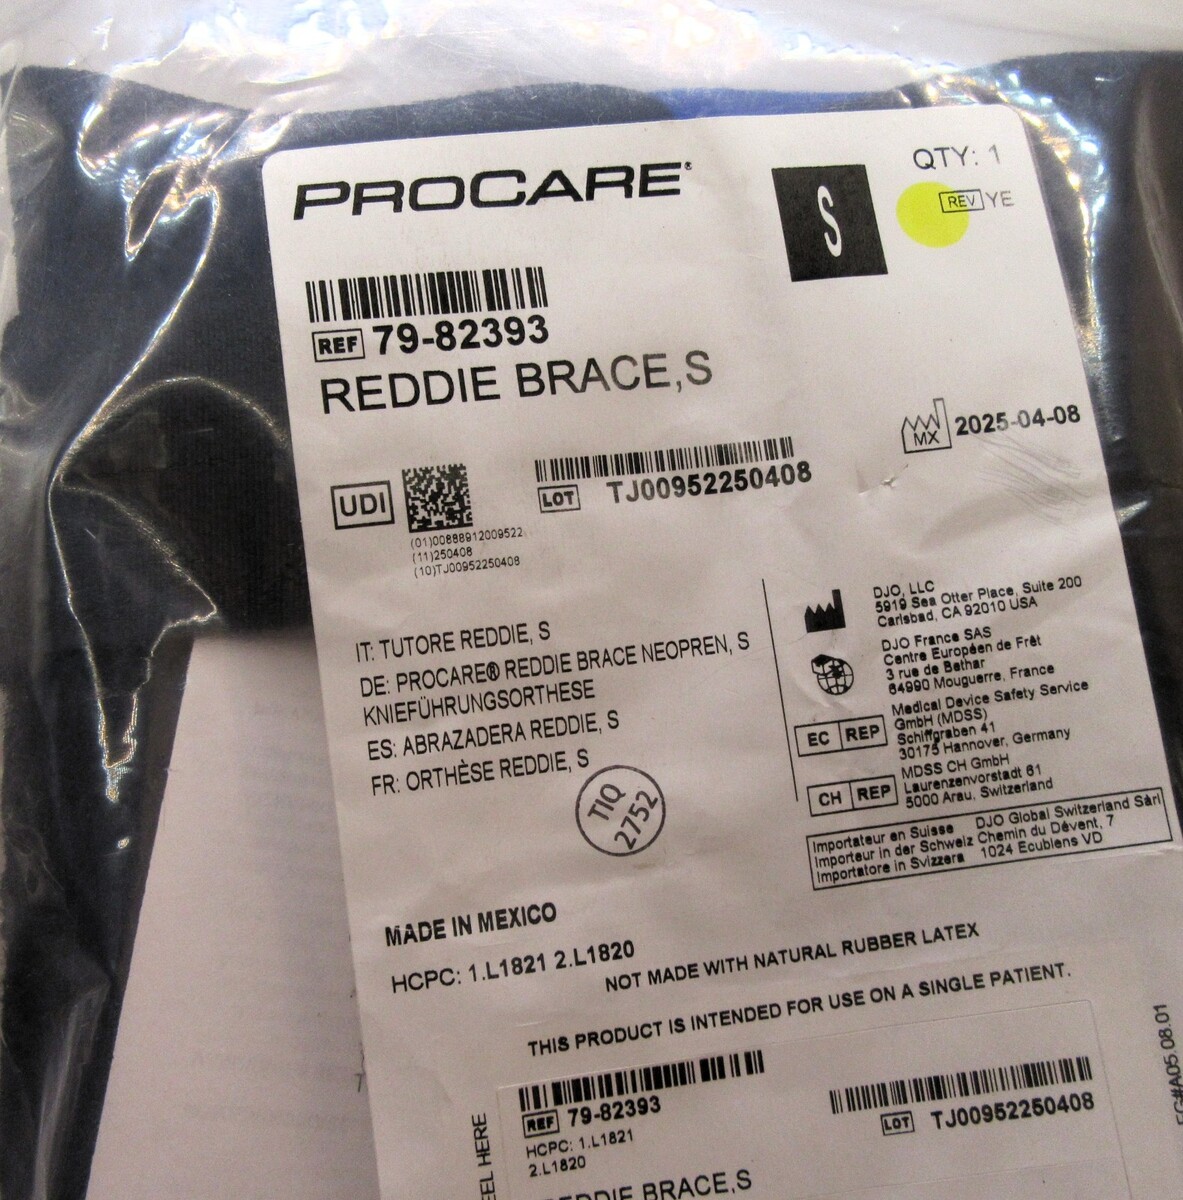 PROCARE®
S
QTY: 1
REV YE
REF 79-82393
REDDIE BRACE,S
MX 2025-04-08
UDI
LOT TJ00952250408
(01)00888912009522
(11)250408
(10)TJ00952250408
IT: TUTORE REDDIE, S
DE: PROCARE® REDDIE BRACE NEOPREN, S
KNIEFÜHRUNGSORTHESE
ES: ABRAZADERA REDDIE, S
FR: ORTHÈSE REDDIE, S
TIQ
2752
DJO, LLC
5919 Sea Otter Place, Suite 200
Carlsbad, CA 92010 USA
DJO France SAS
Centre Européen de Frêt
3 rue de Bethar
64990 Mouguerre, France
EC REP
Medical Device Safety Service
GmbH (MDSS)
Schiffgraben 41
30175 Hannover, Germany
CH REP
MDSS CH GmbH
Laurenzenvorstadt 61
5000 Arau, Switzerland
Importateur en Suisse DJO Global Switzerland Sàrl
Importeur in der Schweiz Chemin du Dévent, 7
Importatore in Svizzera 1024 Ecublens VD
MADE IN MEXICO
HCPC: 1.L1821 2.L1820
NOT MADE WITH NATURAL RUBBER LATEX
THIS PRODUCT IS INTENDED FOR USE ON A SINGLE PATIENT.
REF 79-82393
HCPC: 1.L1821
2.L1820
LOT TJ00952250408
REDDIE BRACE,S
EEL HERE